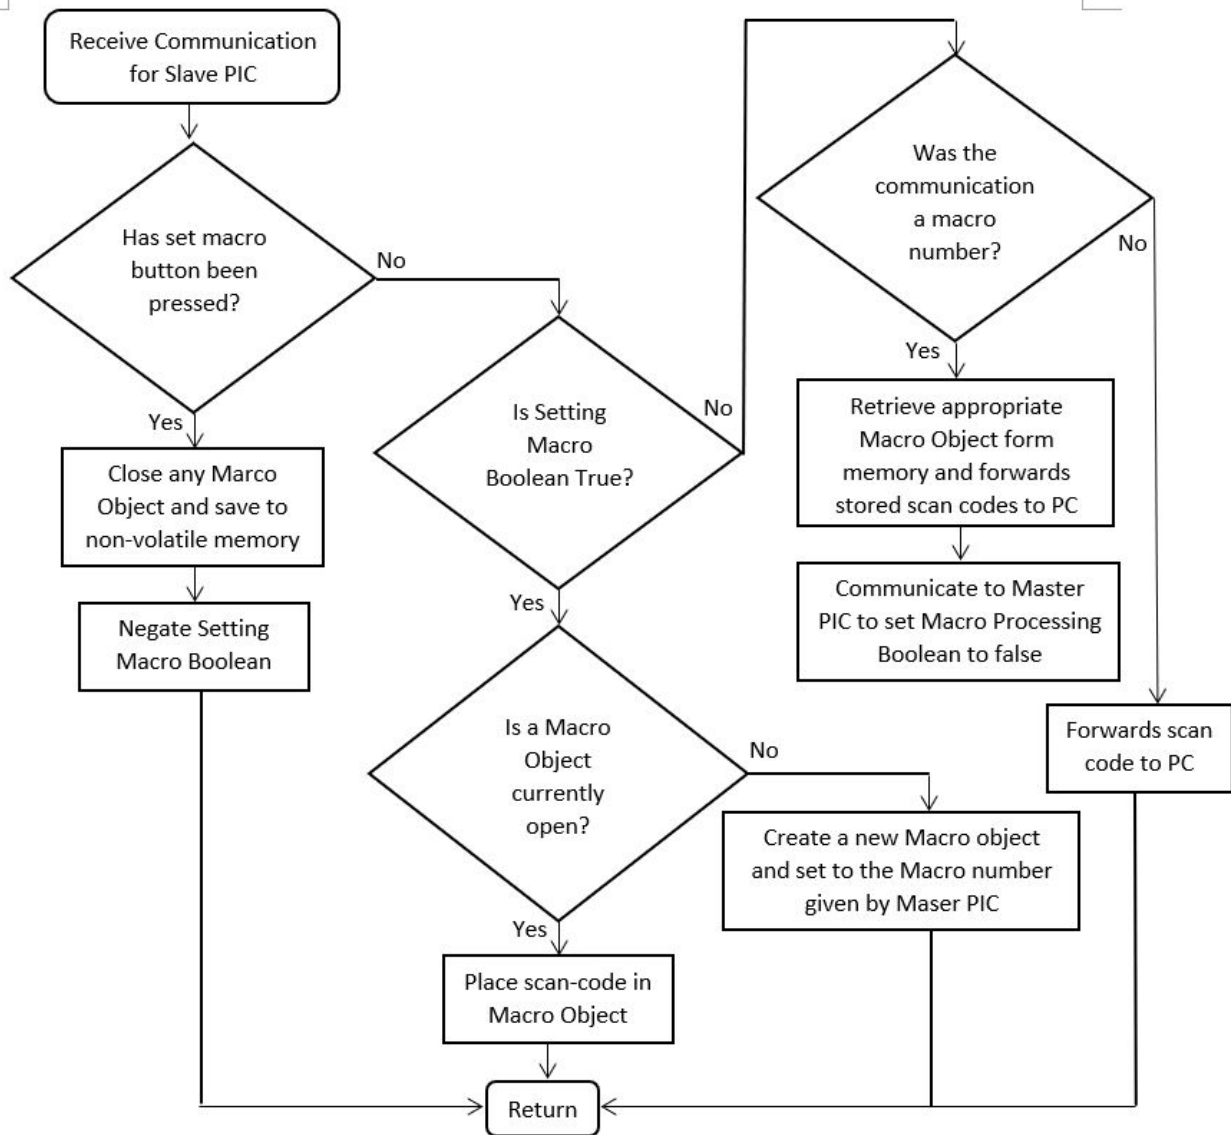 Receive Communication
for Slave PIC
Has set macro
button been
pressed?
No
Yes
Close any Marco
Object and save to
non-volatile memory
Negate Setting
Macro Boolean
Is Setting
Macro
Boolean True?
No
Yes
Is a Macro
Object
currently
open?
No
Yes
Place scan-code in
Macro Object
Create a new Macro object
and set to the Macro number
given by Maser PIC
Was the
communication
a macro
number?
No
Yes
Retrieve appropriate
Macro Object form
memory and forwards
stored scan codes to PC
Communicate to Master
PIC to set Macro Processing
Boolean to false
Forwards scan
code to PC
Return